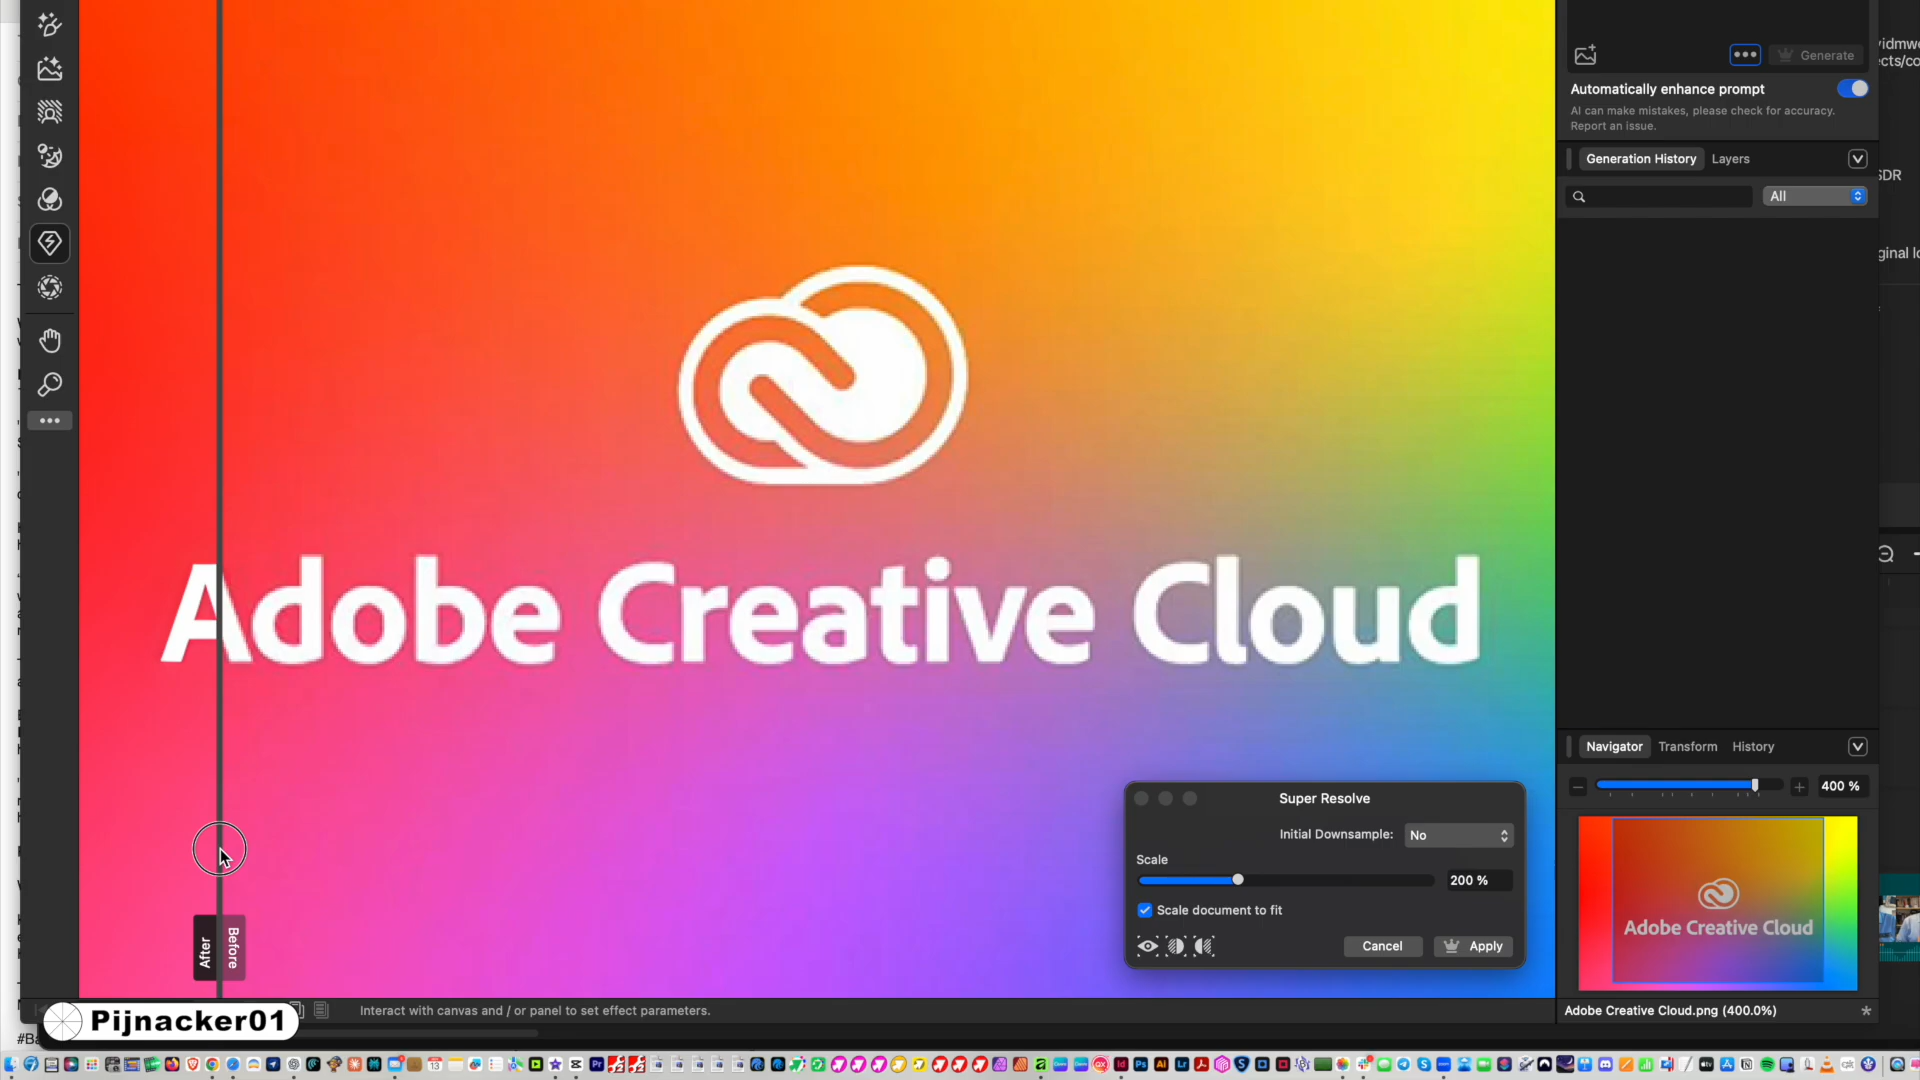 Generate
Automatically enhance prompt
AI can make mistakes, please check for accuracy.
Report an issue.
Generation History
Layers
All
Adobe Creative Cloud
Super Resolve
Initial Downsample:
No
Scale
200 %
Scale document to fit
Cancel
Apply
After
Before
Navigator
Transform
History
400 %
Adobe Creative Cloud
Interact with canvas and / or panel to set effect parameters.
Adobe Creative Cloud.png (400.0%)
Pijnacker01